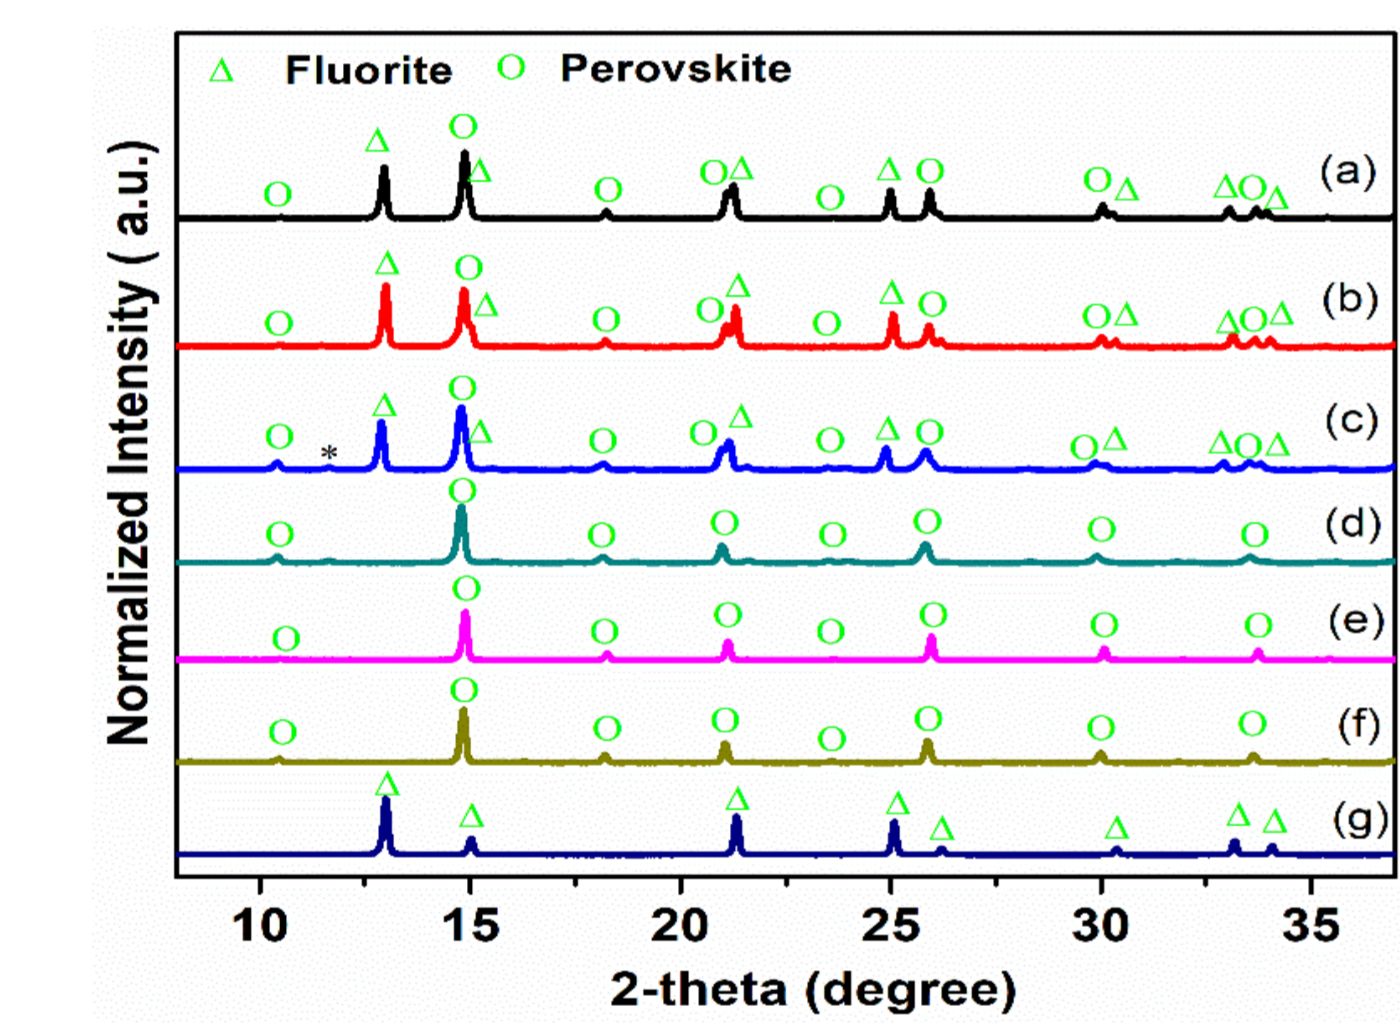 △ Fluorite ○ Perovskite
Normalized Intensity ( a.u.)
(a)
(b)
*
(c)
(d)
(e)
(f)
(g)
10 15 20 25 30 35
2-theta (degree)